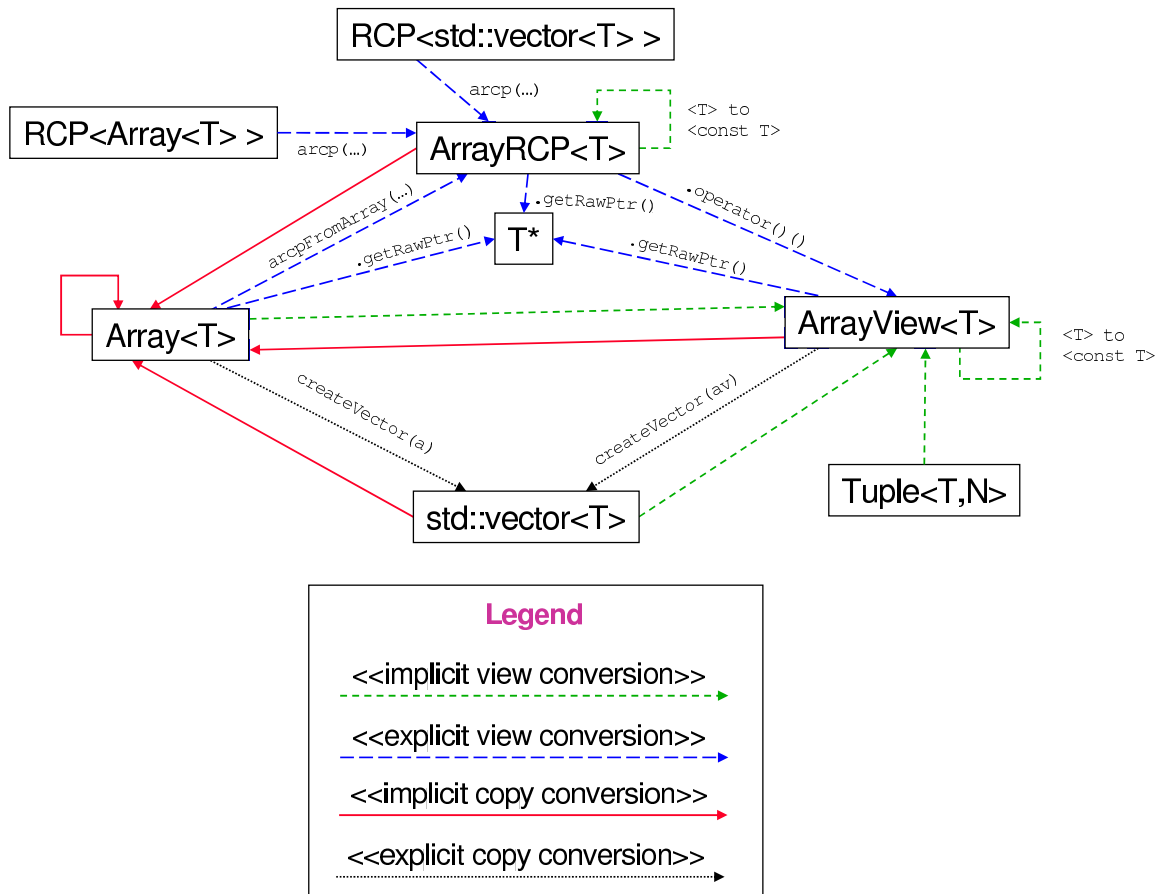 RCP<std::vector<T> >
arcp(…)
RCP<Array<T> >
arcp(…)
ArrayRCP<T>
<T> to
<const T>
arcpFromArray(…)
.getRawPtr()
.getRawPtr()
T*
.operator()()
.getRawPtr()
Array<T>
ArrayView<T>
<T> to
<const T>
createVector(a)
createVector(av)
std::vector<T>
Tuple<T,N>
Legend
<<implicit view conversion>>
<<explicit view conversion>>
<<implicit copy conversion>>
<<explicit copy conversion>>